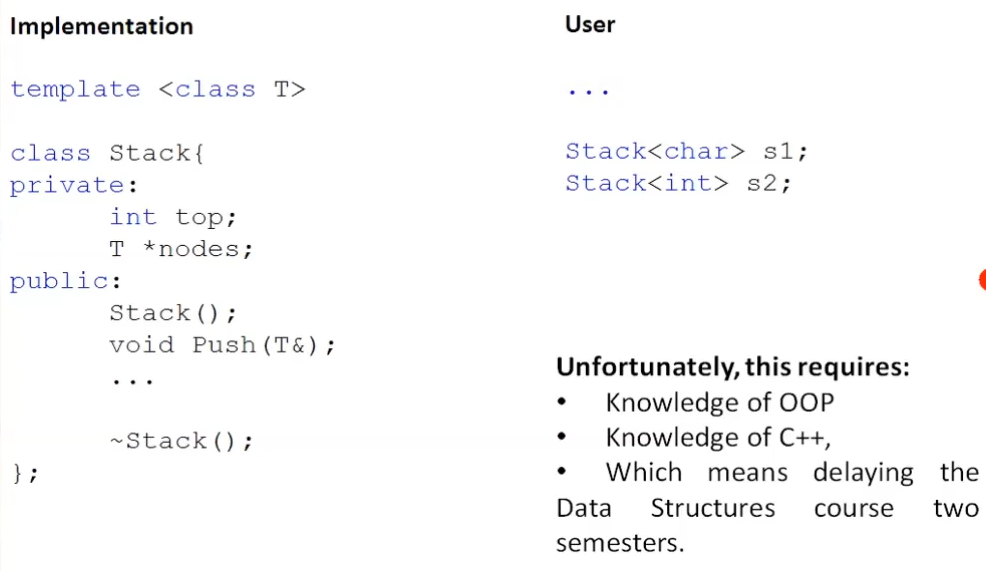 Implementation
template <class T>
class Stack{
private:
int top;
T *nodes;
public:
Stack();
void Push(T&);
...
~Stack();
};
User
...
Stack<char> s1;
Stack<int> s2;
Unfortunately, this requires:
• Knowledge of OOP
• Knowledge of C++,
• Which means delaying the
Data Structures course two
semesters.